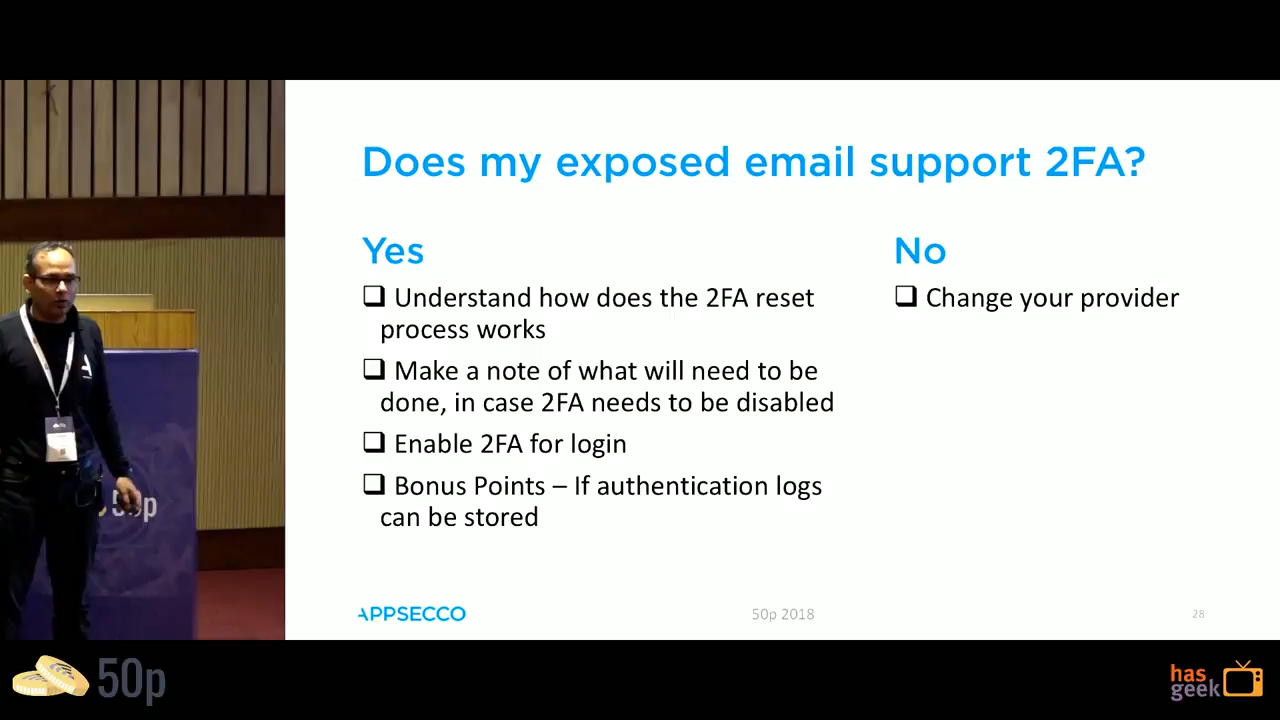 Does my exposed email support 2FA?
Yes
❑ Understand how does the 2FA reset
process works
❑ Make a note of what will need to be
done, in case 2FA needs to be disabled
❑ Enable 2FA for login
❑ Bonus Points – If authentication logs
can be stored
No
❑ Change your provider
APPSECCO
50p 2018
28
50p
50p
has
geek